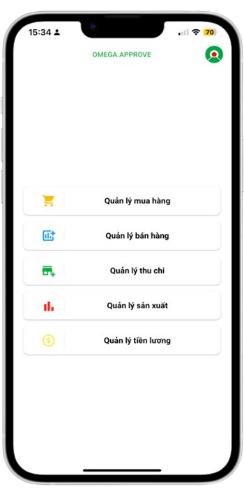 15:34
70
OMEGA.APPROVE
Quản lý mua hàng
Quản lý bán hàng
Quản lý thu chi
Quản lý sản xuất
Quản lý tiền lương